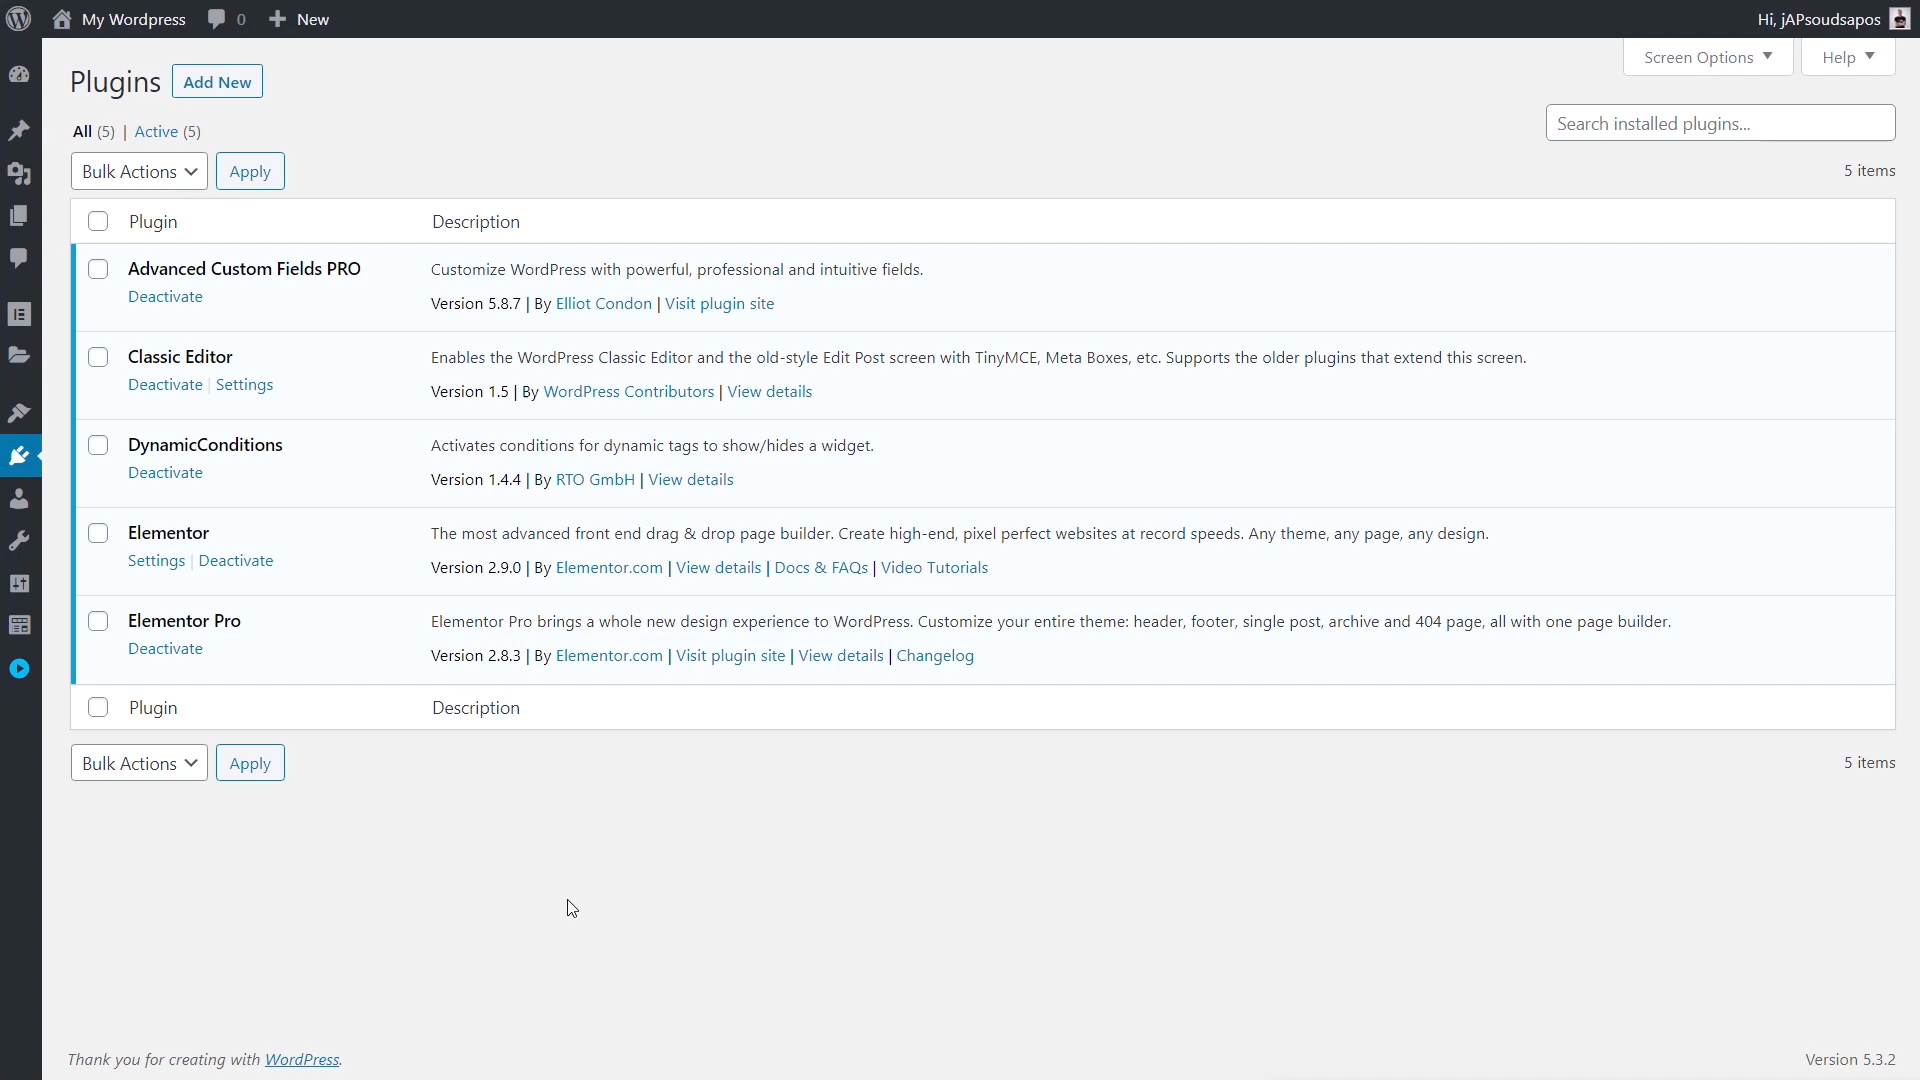 My Wordpress 0 New Hi, jAPsoudsapos
Screen Options Help
Plugins Add New
All (5) | Active (5)
Search installed plugins...
Bulk Actions Apply 5 items
Plugin Description
Advanced Custom Fields PRO Customize WordPress with powerful, professional and intuitive fields.
Deactivate Version 5.8.7 | By Elliot Condon | Visit plugin site
Classic Editor Enables the WordPress Classic Editor and the old-style Edit Post screen with TinyMCE, Meta Boxes, etc. Supports the older plugins that extend this screen.
Deactivate | Settings Version 1.5 | By WordPress Contributors | View details
DynamicConditions Activates conditions for dynamic tags to show/hides a widget.
Deactivate Version 1.4.4 | By RTO GmbH | View details
Elementor The most advanced front end drag & drop page builder. Create high-end, pixel perfect websites at record speeds. Any theme, any page, any design.
Settings | Deactivate Version 2.9.0 | By Elementor.com | View details | Docs & FAQs | Video Tutorials
Elementor Pro Elementor Pro brings a whole new design experience to WordPress. Customize your entire theme: header, footer, single post, archive and 404 page, all with one page builder.
Deactivate Version 2.8.3 | By Elementor.com | Visit plugin site | View details | Changelog
Plugin Description
Bulk Actions Apply 5 items
Thank you for creating with WordPress. Version 5.3.2